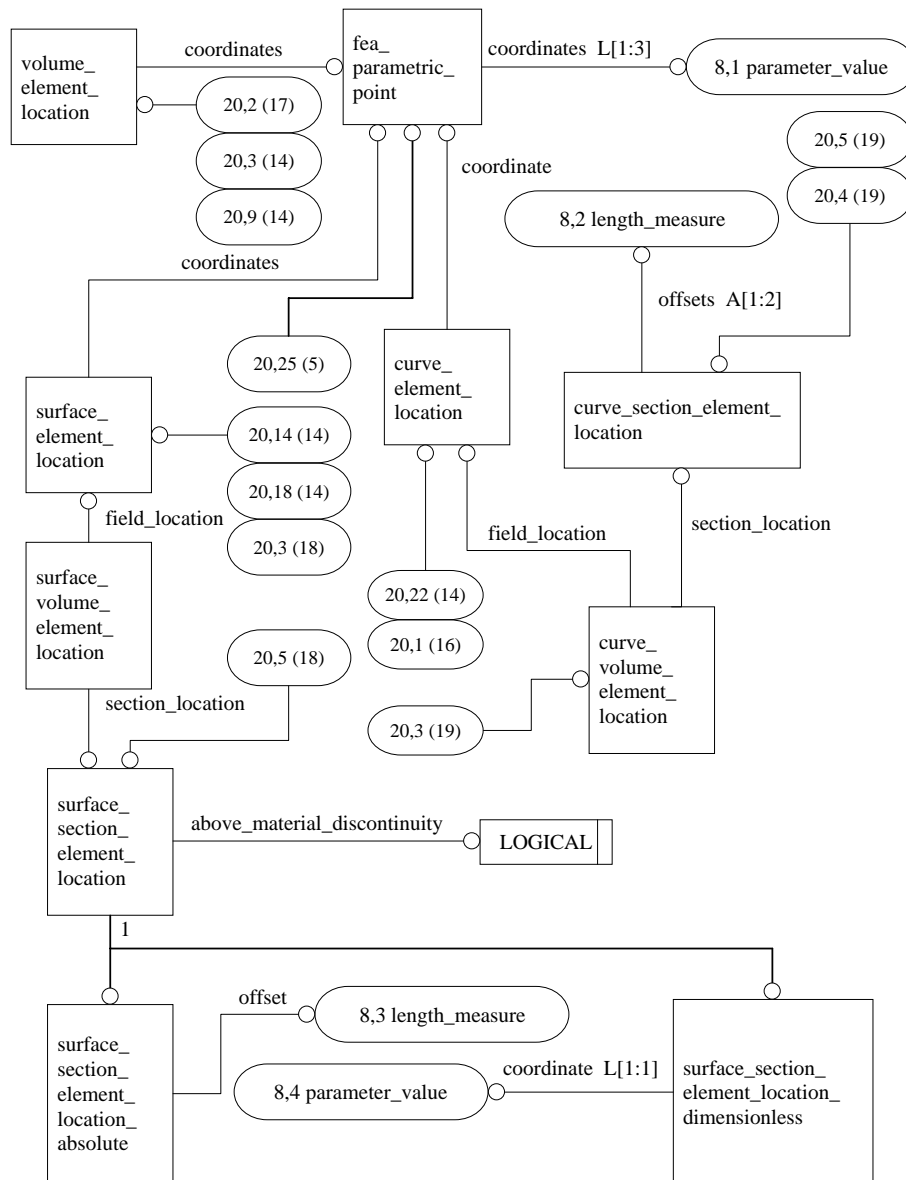 coordinates
volume_
element_
location
fea_
parametric_
point
coordinates L[1:3]
8,1 parameter_value
20,2 (17)
20,3 (14)
20,9 (14)
20,5 (19)
20,4 (19)
coordinate
8,2 length_measure
coordinates
offsets A[1:2]
20,25 (5)
curve_
element_
location
surface_
element_
location
20,14 (14)
20,18 (14)
20,3 (18)
curve_section_element_
location
field_location
field_location
section_location
surface_
volume_
element_
location
20,22 (14)
20,1 (16)
20,5 (18)
curve_
volume_
element_
location
section_location
20,3 (19)
surface_
section_
element_
location
above_material_discontinuity
LOGICAL
1
offset
8,3 length_measure
surface_
section_
element_
location_
absolute
8,4 parameter_value
coordinate L[1:1]
surface_section_
element_location_
dimensionless